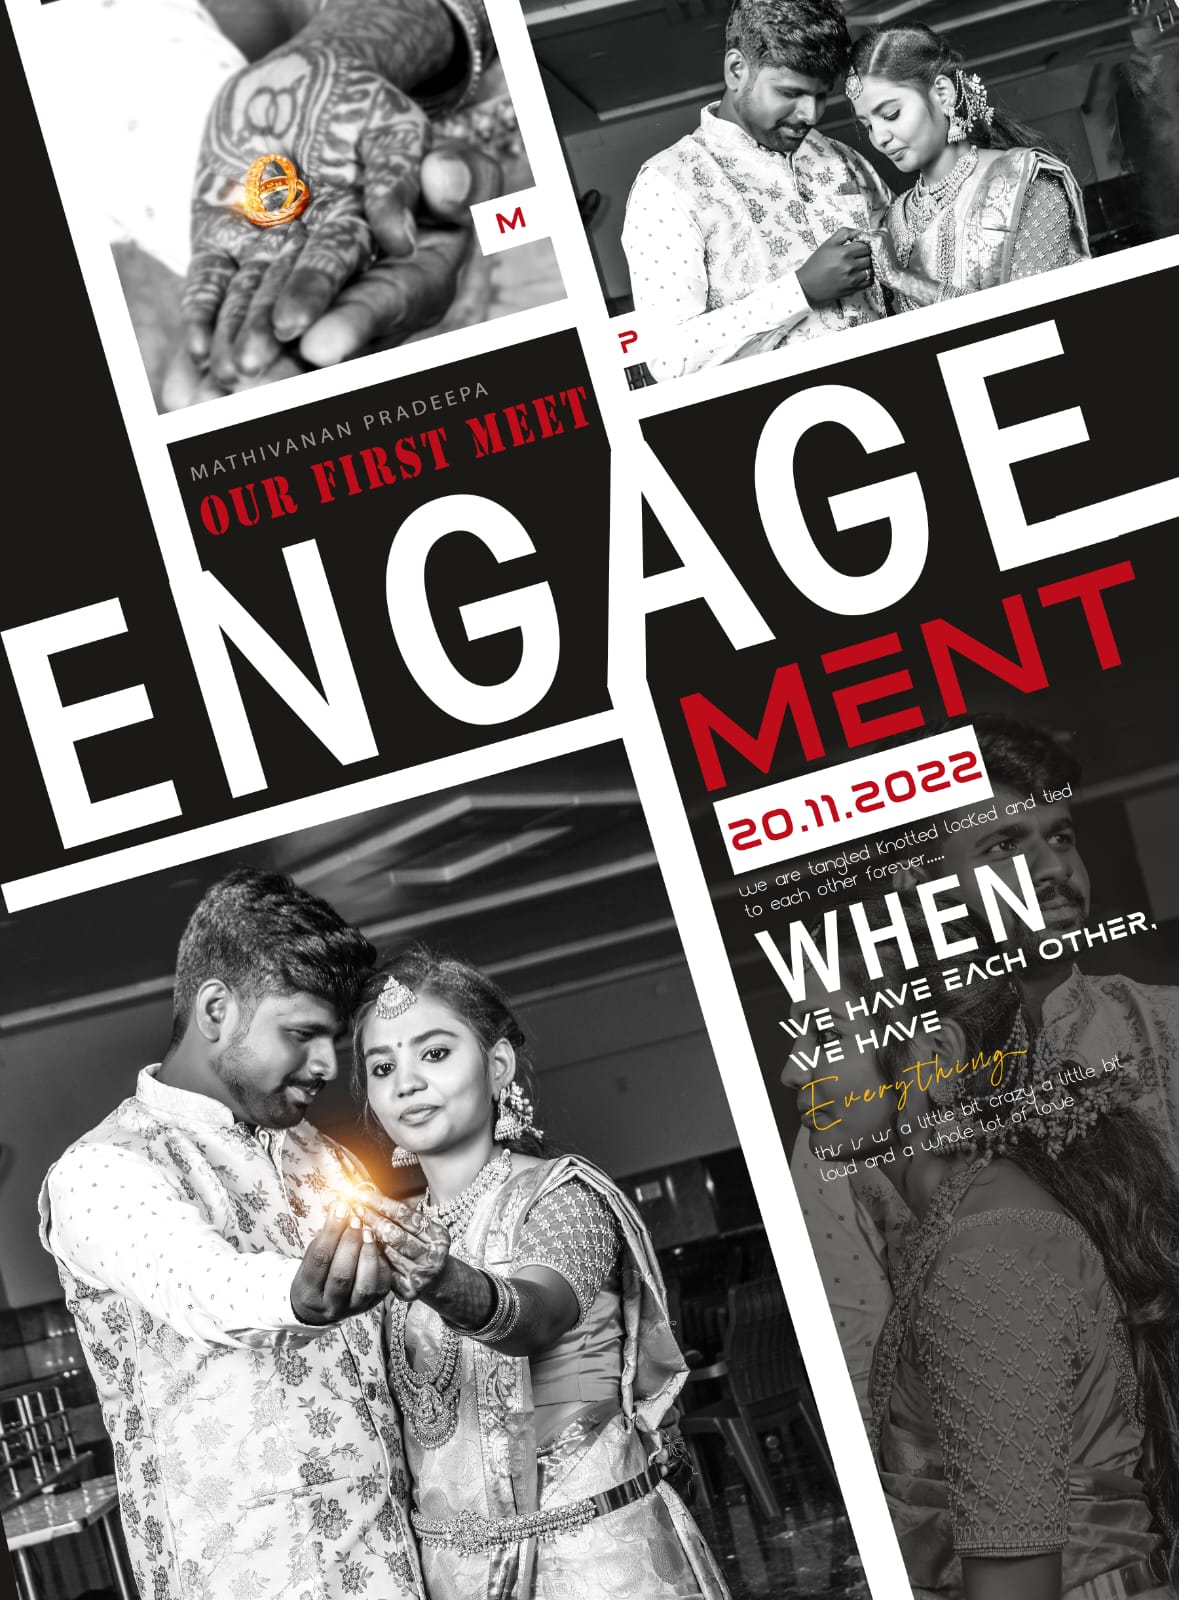 M
P
MATHIVANAN PRADEEPA
OUR FIRST MEET
ENGAGE
MENT
20.11.2022
we are tangled Knotted locked and tied
to each other forever.....
WHEN
WE HAVE EACH OTHER,
WE HAVE
Everything
this is us a little bit crazy a little bit
loud and a whole lot of love